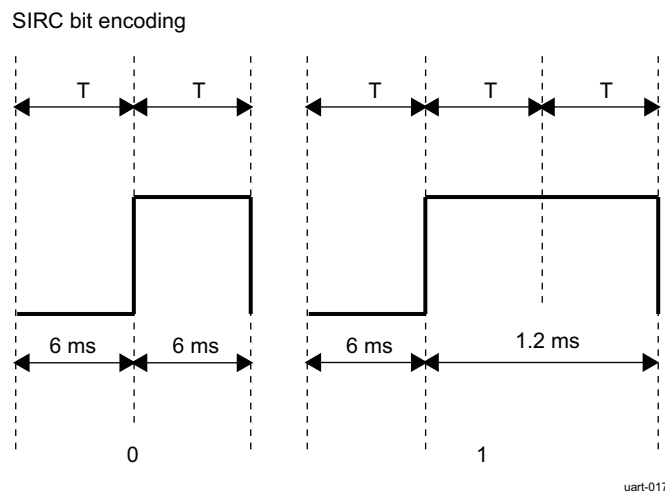 SIRC bit encoding
T T T T T
6 ms 6 ms 6 ms 1.2 ms
0 1
uart-017